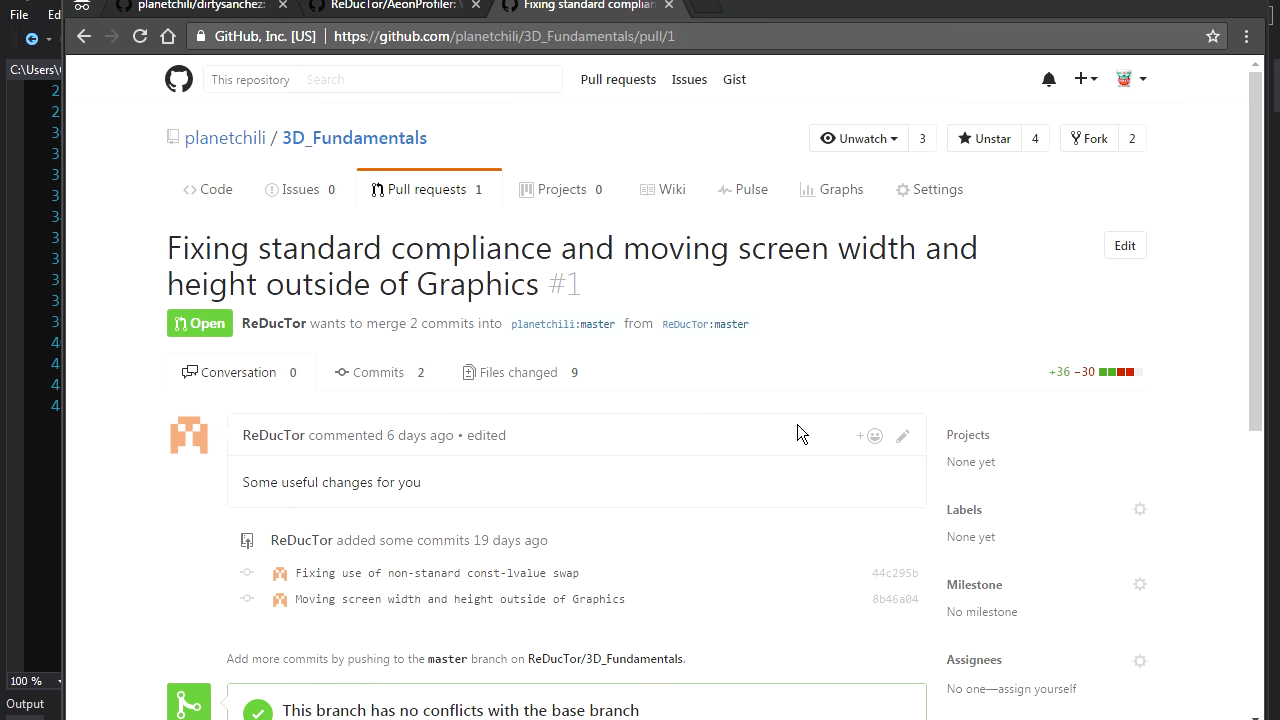 File Ed
planetchili/dirtysanchez:
ReDucTor/AeonProfiler:
Fixing standard complian
GitHub, Inc. [US] https://github.com/planetchili/3D_Fundamentals/pull/1
C:\Users\
This repository Search Pull requests Issues Gist
planetchili / 3D_Fundamentals
Unwatch 3 Unstar 4 Fork 2
Code Issues 0 Pull requests 1 Projects 0 Wiki Pulse Graphs Settings
Fixing standard compliance and moving screen width and
height outside of Graphics #1
Edit
Open ReDucTor wants to merge 2 commits into planetchili:master from ReDucTor:master
Conversation 0 Commits 2 Files changed 9 +36 −30
ReDucTor commented 6 days ago • edited
Some useful changes for you
ReDucTor added some commits 19 days ago
Fixing use of non-stanard const-lvalue swap 44c295b
Moving screen width and height outside of Graphics 8b46a04
Add more commits by pushing to the master branch on ReDucTor/3D_Fundamentals.
This branch has no conflicts with the base branch
Projects
None yet
Labels
None yet
Milestone
No milestone
Assignees
No one—assign yourself
100 %
Output